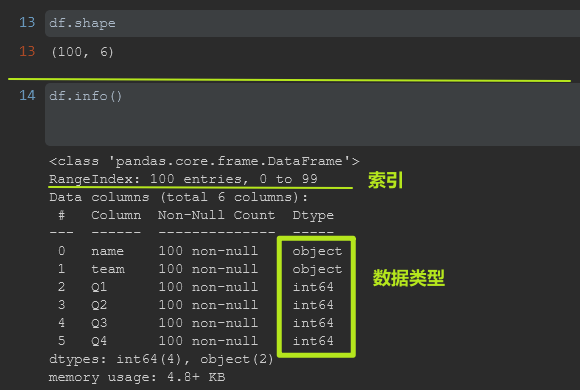 13 df.shape
13 (100, 6)
14 df.info()
<class 'pandas.core.frame.DataFrame'>
RangeIndex: 100 entries, 0 to 99 索引
Data columns (total 6 columns):
# Column Non-Null Count Dtype
--- ------ -------------- -----
0 name 100 non-null object
1 team 100 non-null object
2 Q1 100 non-null int64 数据类型
3 Q2 100 non-null int64
4 Q3 100 non-null int64
5 Q4 100 non-null int64
dtypes: int64(4), object(2)
memory usage: 4.8+ KB